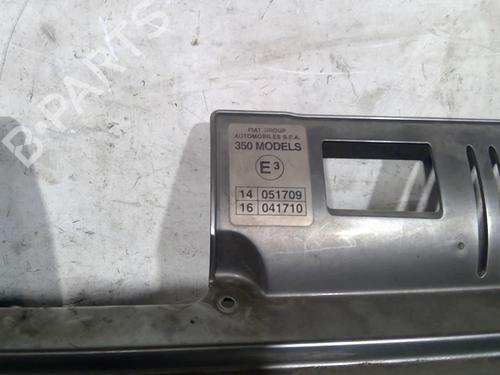 B-PARTS
FIAT GROUP
AUTOMOBILES S.P.A.
350 MODELS
E3
14 051709
16 041710